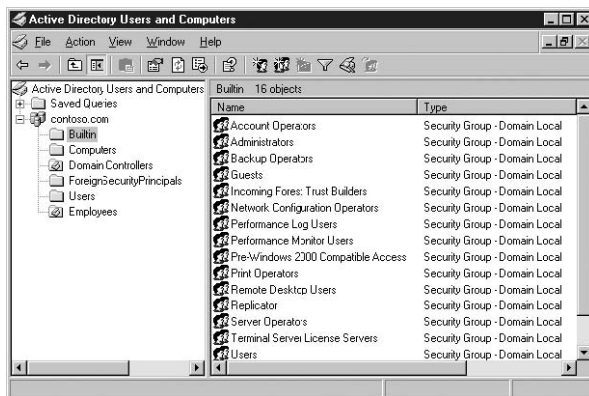 Active Directory Users and Computers
File Action View Window Help
Active Directory Users and Computers
Saved Queries
contoso.com
Builtin
Computers
Domain Controllers
ForeignSecurityPrincipals
Users
Employees
Builtin 16 objects
Name Type
Account Operators Security Group - Domain Local
Administrators Security Group - Domain Local
Backup Operators Security Group - Domain Local
Guests Security Group - Domain Local
Incoming Forest Trust Builders Security Group - Domain Local
Network Configuration Operators Security Group - Domain Local
Performance Log Users Security Group - Domain Local
Performance Monitor Users Security Group - Domain Local
Pre-Windows 2000 Compatible Access Security Group - Domain Local
Print Operators Security Group - Domain Local
Remote Desktop Users Security Group - Domain Local
Replicator Security Group - Domain Local
Server Operators Security Group - Domain Local
Terminal Server License Servers Security Group - Domain Local
Users Security Group - Domain Local